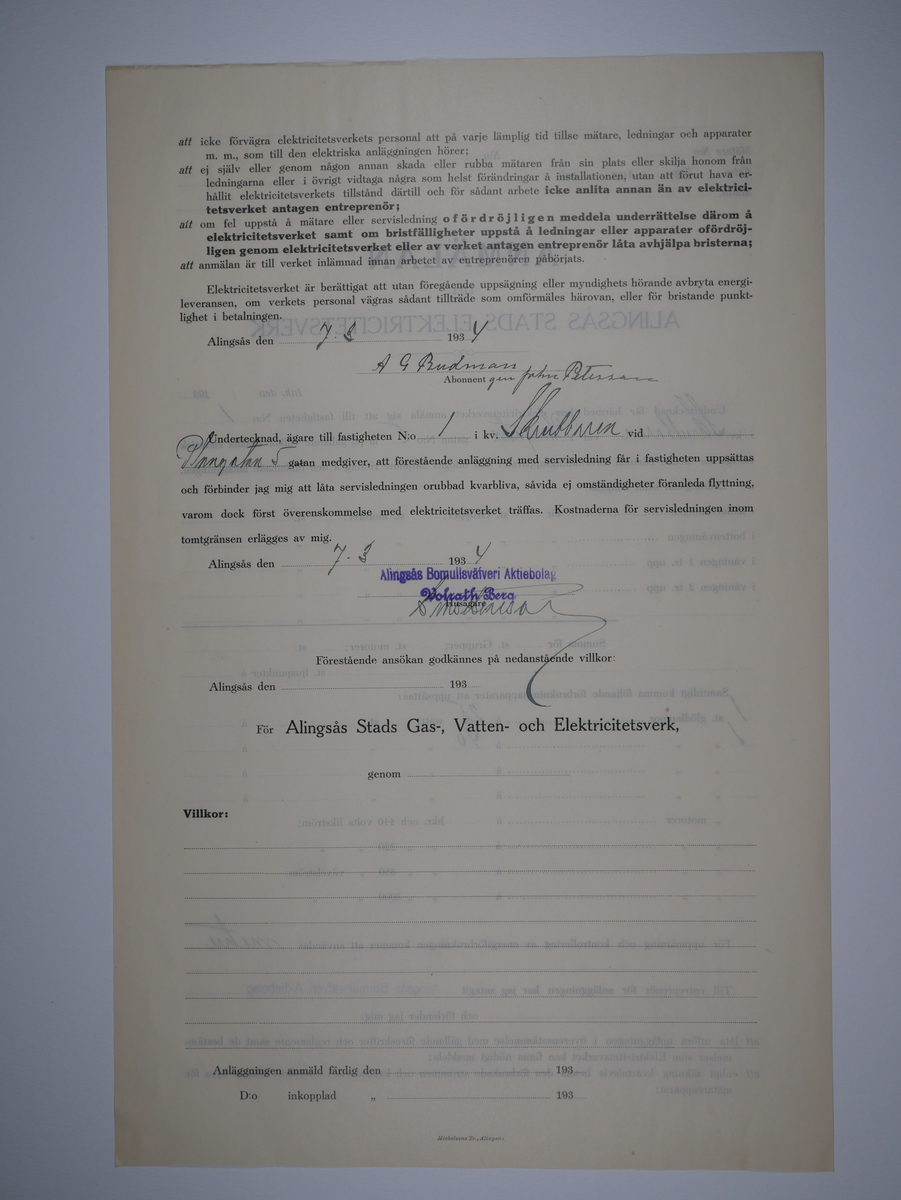 att icke förvägra elektricitetsverkets personal att på varje lämplig tid tillse mätare, ledningar och apparater
m. m., som till den elektriska anläggningen hörer;
att ej själv eller genom någon annan skada eller rubba mätaren från sin plats eller skilja honom från
ledningarna eller i övrigt vidtaga några som helst förändringar å installationen, utan att förut hava er-
hållit elektricitetsverkets tillstånd därtill och för sådant arbete icke anlita annan än av elektrici-
tetsverket antagen entreprenör;
att om fel uppstå å mätare eller servisledning ofördröjligen meddela underrättelse därom å
elektricitetsverket samt om bristfälligheter uppstå å ledningar eller apparater ofördröj-
ligen genom elektricitetsverket eller av verket antagen entreprenör låta avhjälpa bristerna;
att anmälan är till verket inlämnad innan arbetet av entreprenören påbörjats.
Elektricitetsverket är berättigat att utan föregående uppsägning eller myndighets hörande avbryta energi-
leveransen, om verkets personal vägras sådant tillträde som omförmäles härovan, eller för bristande punkt-
lighet i betalningen.
Alingsås den 7.3 1934
A G Budman
Abonnent gm John Peterson
Undertecknad, ägare till fastigheten N:o 1 i kv. Skrubbaren vid
Plangatan 5 gatan medgiver, att förestående anläggning med servisledning får i fastigheten uppsättas
och förbinder jag mig att låta servisledningen orubbad kvarbliva, såvida ej omständigheter föranleda flyttning,
varom dock först överenskommelse med elektricitetsverket träffas. Kostnaderna för servisledningen inom
tomtgränsen erlägges av mig.
Alingsås den 7.3 1934
Alingsås Bomullsväfveri Aktiebolag
Volrath Berg
Husägare
Förestående ansökan godkännes på nedanstående villkor:
Alingsås den 193
För Alingsås Stads Gas-, Vatten- och Elektricitetsverk,
genom
Villkor:
Anläggningen anmäld färdig den 193
D:o inkopplad „ 193
Michelsens Tr., Alingsås